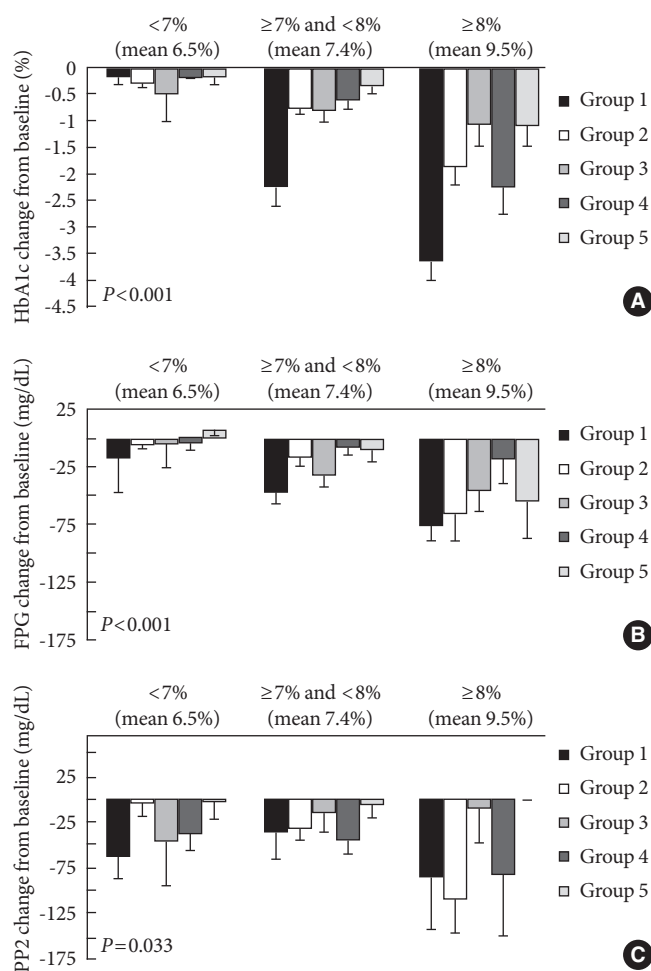 <7% ≥7% and <8% ≥8%
(mean 6.5%) (mean 7.4%) (mean 9.5%)
HbA1c change from baseline (%)
0
-0.5
-1
-1.5
-2
-2.5
-3
-3.5
-4
-4.5
P<0.001
Group 1
Group 2
Group 3
Group 4
Group 5
A
<7% ≥7% and <8% ≥8%
(mean 6.5%) (mean 7.4%) (mean 9.5%)
FPG change from baseline (mg/dL)
25
-25
-75
-125
-175
P<0.001
Group 1
Group 2
Group 3
Group 4
Group 5
B
<7% ≥7% and <8% ≥8%
(mean 6.5%) (mean 7.4%) (mean 9.5%)
PP2 change from baseline (mg/dL)
25
-25
-75
-125
-175
P=0.033
Group 1
Group 2
Group 3
Group 4
Group 5
C